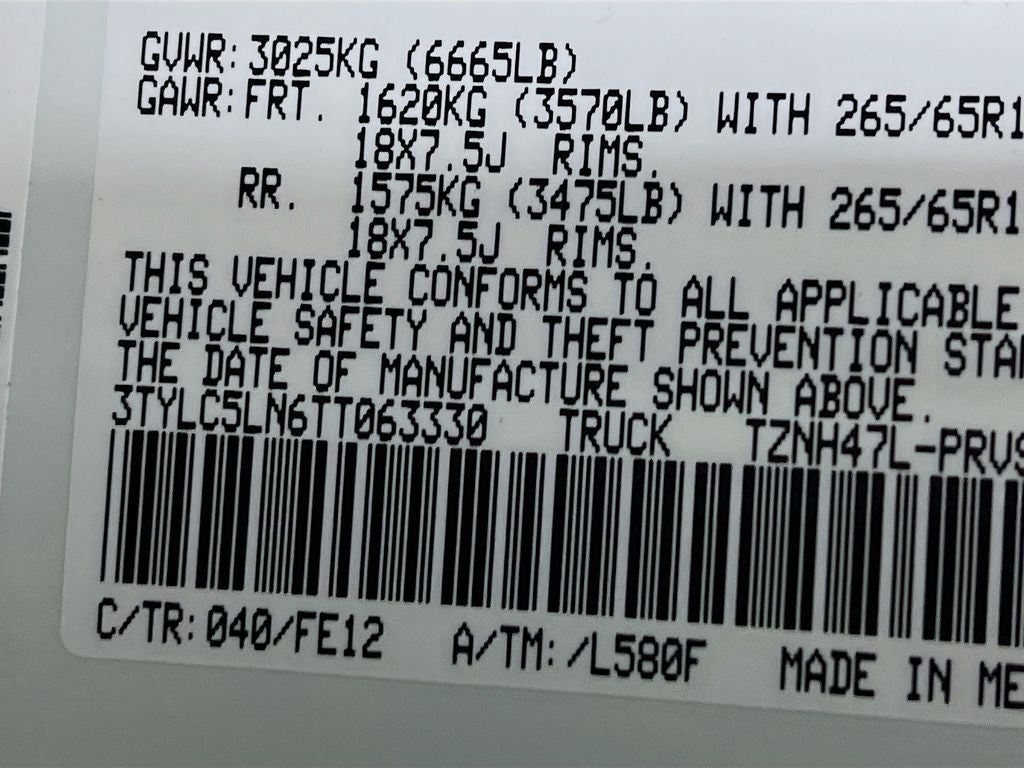 GVWR: 3025KG (6665LB)
GAWR: FRT. 1620KG (3570LB) WITH 265/65R1
18X7.5J RIMS.
RR. 1575KG (3475LB) WITH 265/65R1
18X7.5J RIMS.
THIS VEHICLE CONFORMS TO ALL APPLICABLE
VEHICLE SAFETY AND THEFT PREVENTION STA
THE DATE OF MANUFACTURE SHOWN ABOVE.
3TYLC5LN6TT063330 TRUCK TZNH47L-PRVS
C/TR: 040/FE12 A/TM: /L580F MADE IN ME